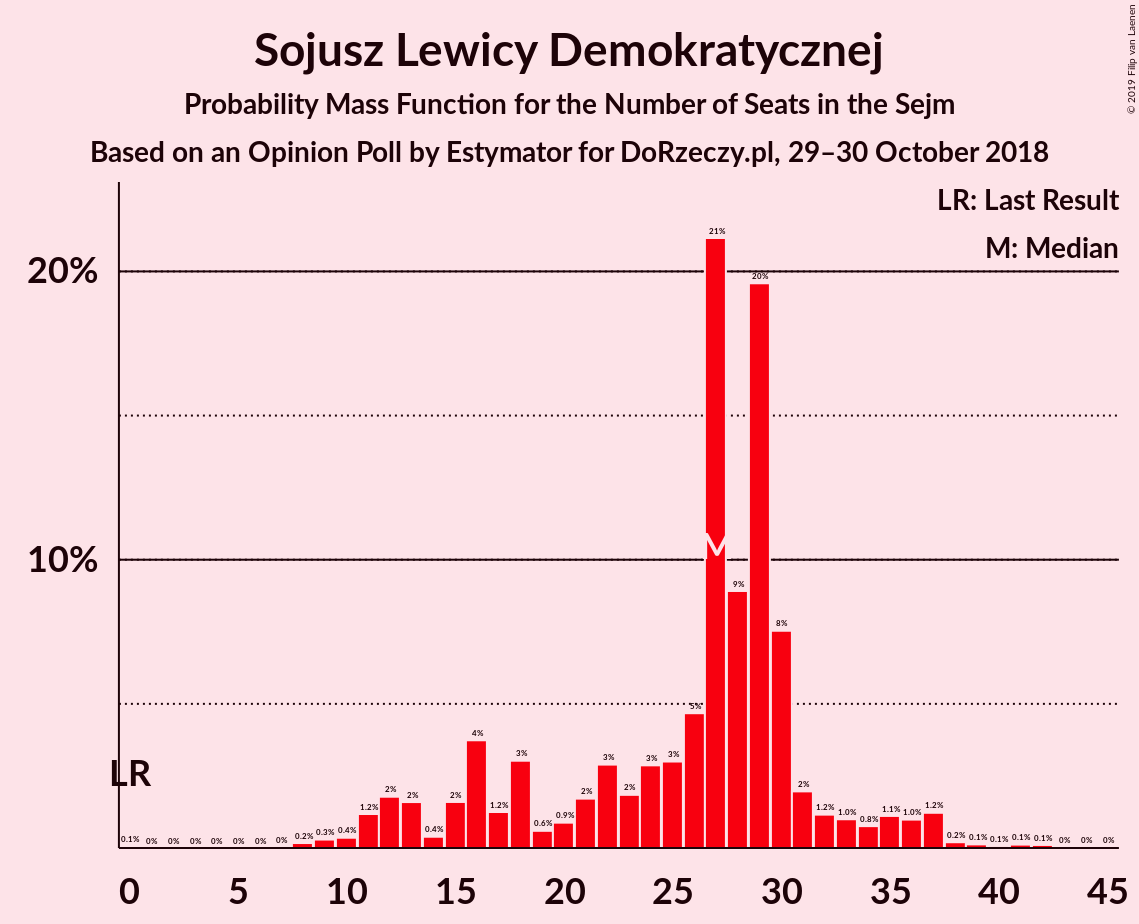 Sojusz Lewicy Demokratycznej
Probability Mass Function for the Number of Seats in the Sejm
Based on an Opinion Poll by Estymator for DoRzeczy.pl, 29–30 October 2018
© 2019 Filip van Laenen
LR: Last Result
M: Median
20%
10%
LR
M
0.1% 0% 0% 0% 0% 0% 0% 0% 0.2% 0.3% 0.4% 1.2% 2% 2% 0.4% 2% 4% 1.2% 3% 0.6% 0.9% 2% 3% 2% 3% 3% 5% 21% 9% 20% 8% 2% 1.2% 1.0% 0.8% 1.1% 1.0% 1.2% 0.2% 0.1% 0.1% 0.1% 0.1% 0% 0% 0%
0 5 10 15 20 25 30 35 40 45